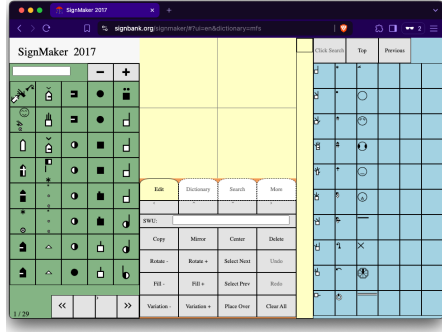 SignMaker 2017
signbank.org/signmaker/#?ui=en&dictionary=mfs
2
SignMaker 2017
- +
Click Search Top Previous
Edit Dictionary Search More
SWU:
Copy Mirror Center Delete
Rotate - Rotate + Select Next Undo
Fill - Fill + Select Prev Redo
Variation - Variation + Place Over Clear All
<< >>
1 / 29